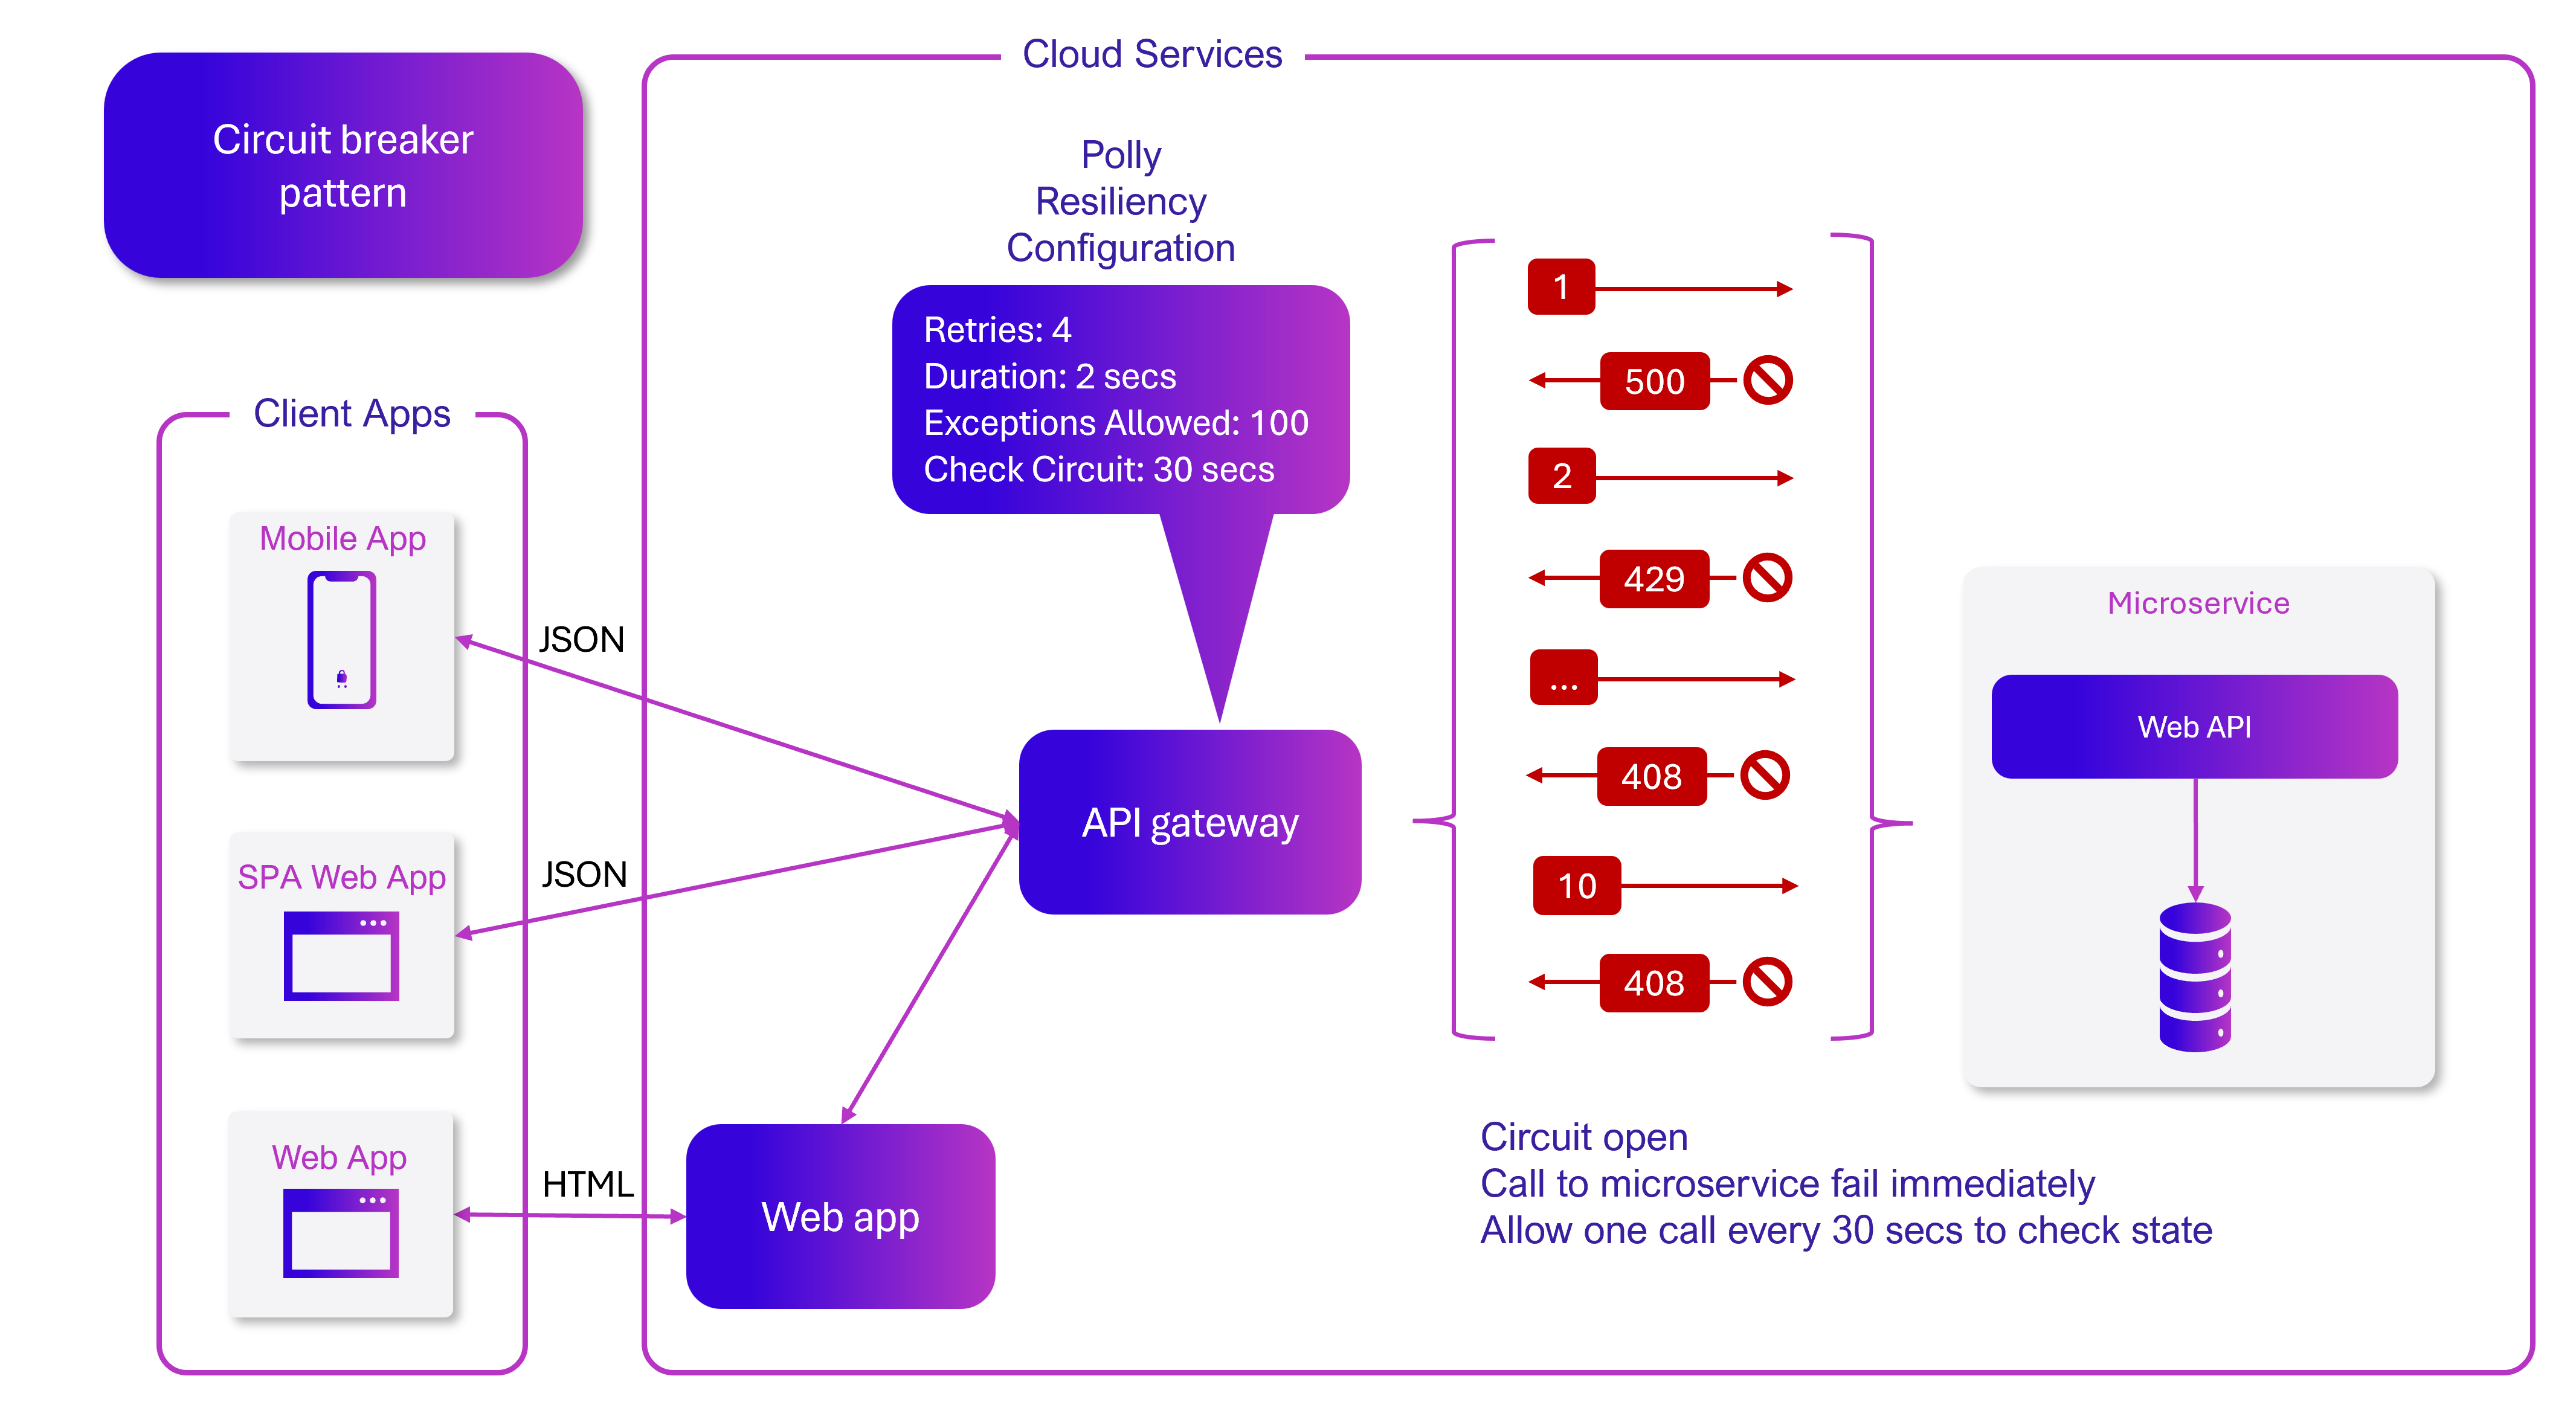 Circuit breaker
pattern
Cloud Services
Polly
Resiliency
Configuration
Retries: 4
Duration: 2 secs
Exceptions Allowed: 100
Check Circuit: 30 secs
Client Apps
Mobile App
JSON
SPA Web App
JSON
Web App
HTML
API gateway
Web app
1
500
2
429
...
408
10
408
Microservice
Web API
Circuit open
Call to microservice fail immediately
Allow one call every 30 secs to check state